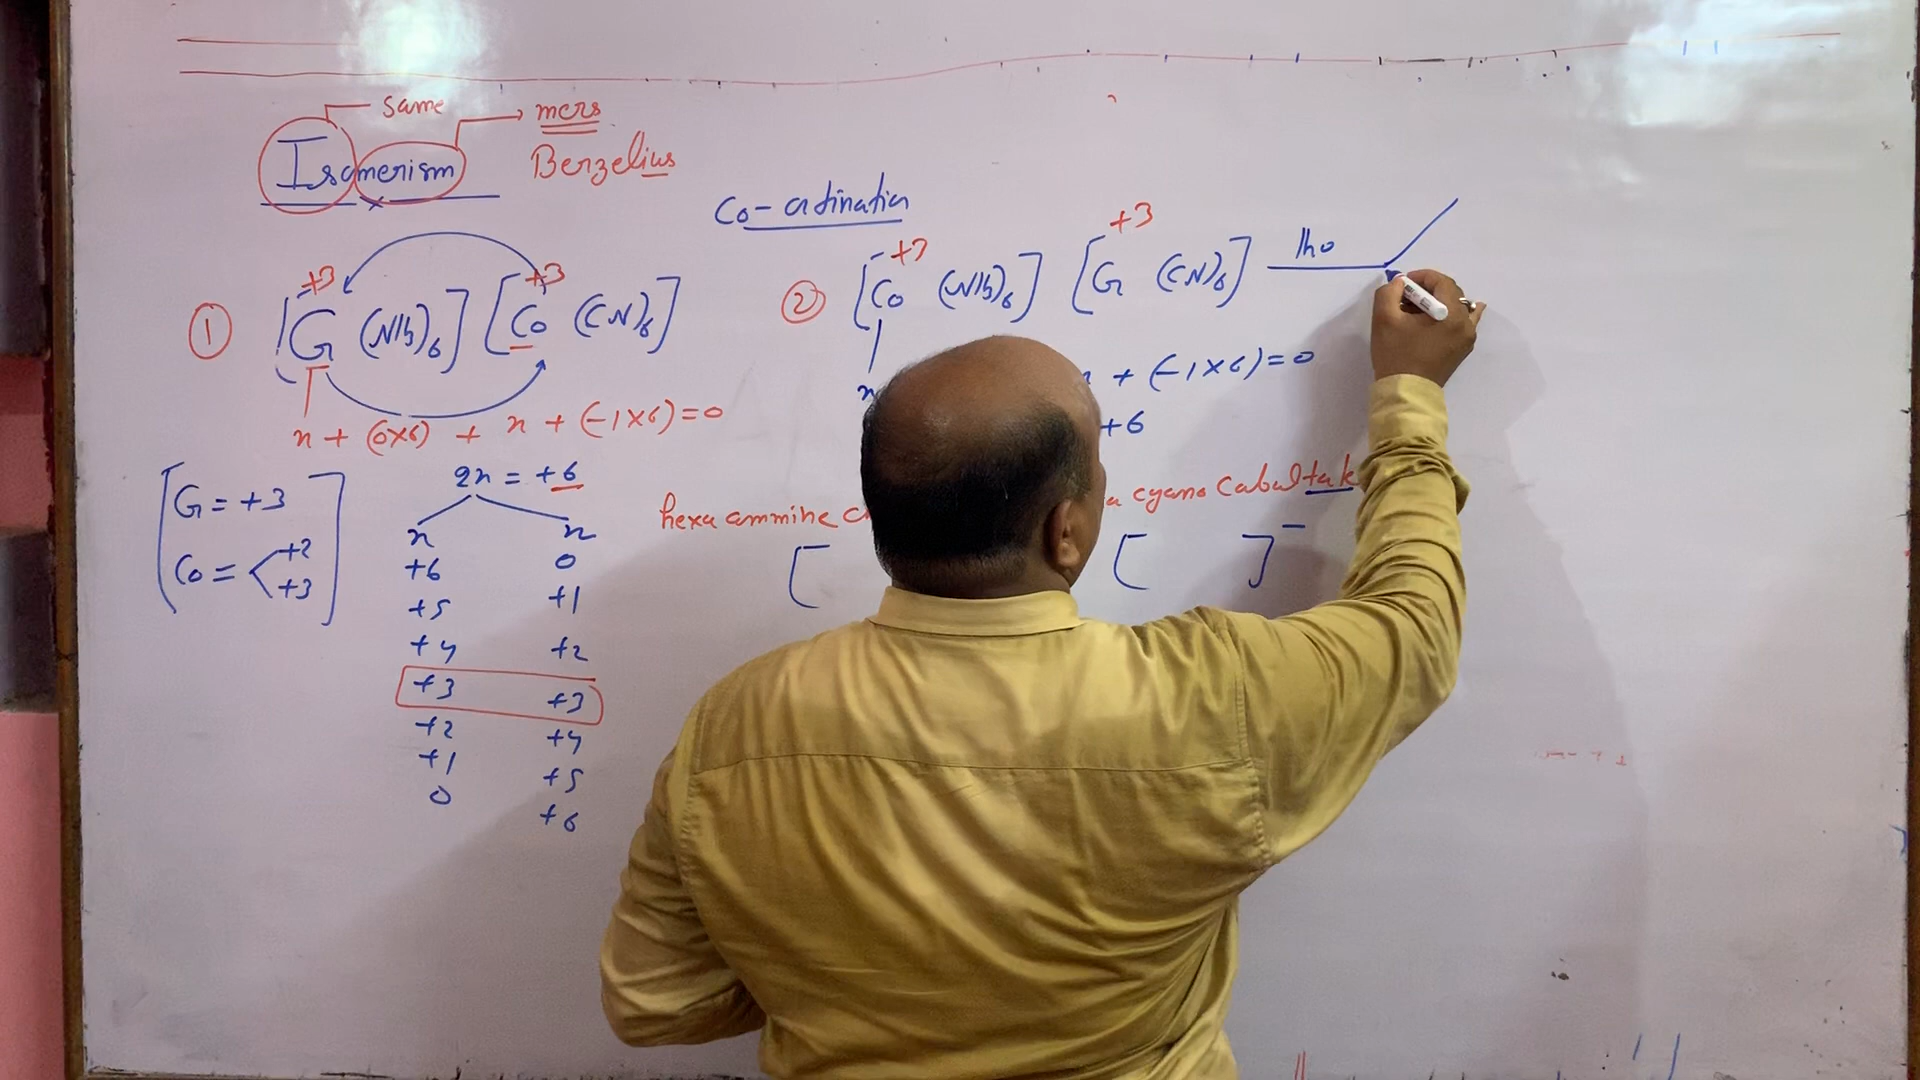 same
mers
Isomerism
Berzelius
Co-ordination
+3 +3
① [Cr (NH3)6] [Co (CN)6]
n + (0×6) + n + (-1×6)=0
2n = +6
n n
+6 0
+5 +1
+4 +2
+3 +3
+2 +4
+1 +5
0 +6
[Cr = +3
Co = +2
+3]
+3 +3
② [Co (NH3)6] [Cr (CN)6] H2O
n + (-1×6)=0
+6
hexa ammine a cyano Cabaltate
[ [ ]⁻